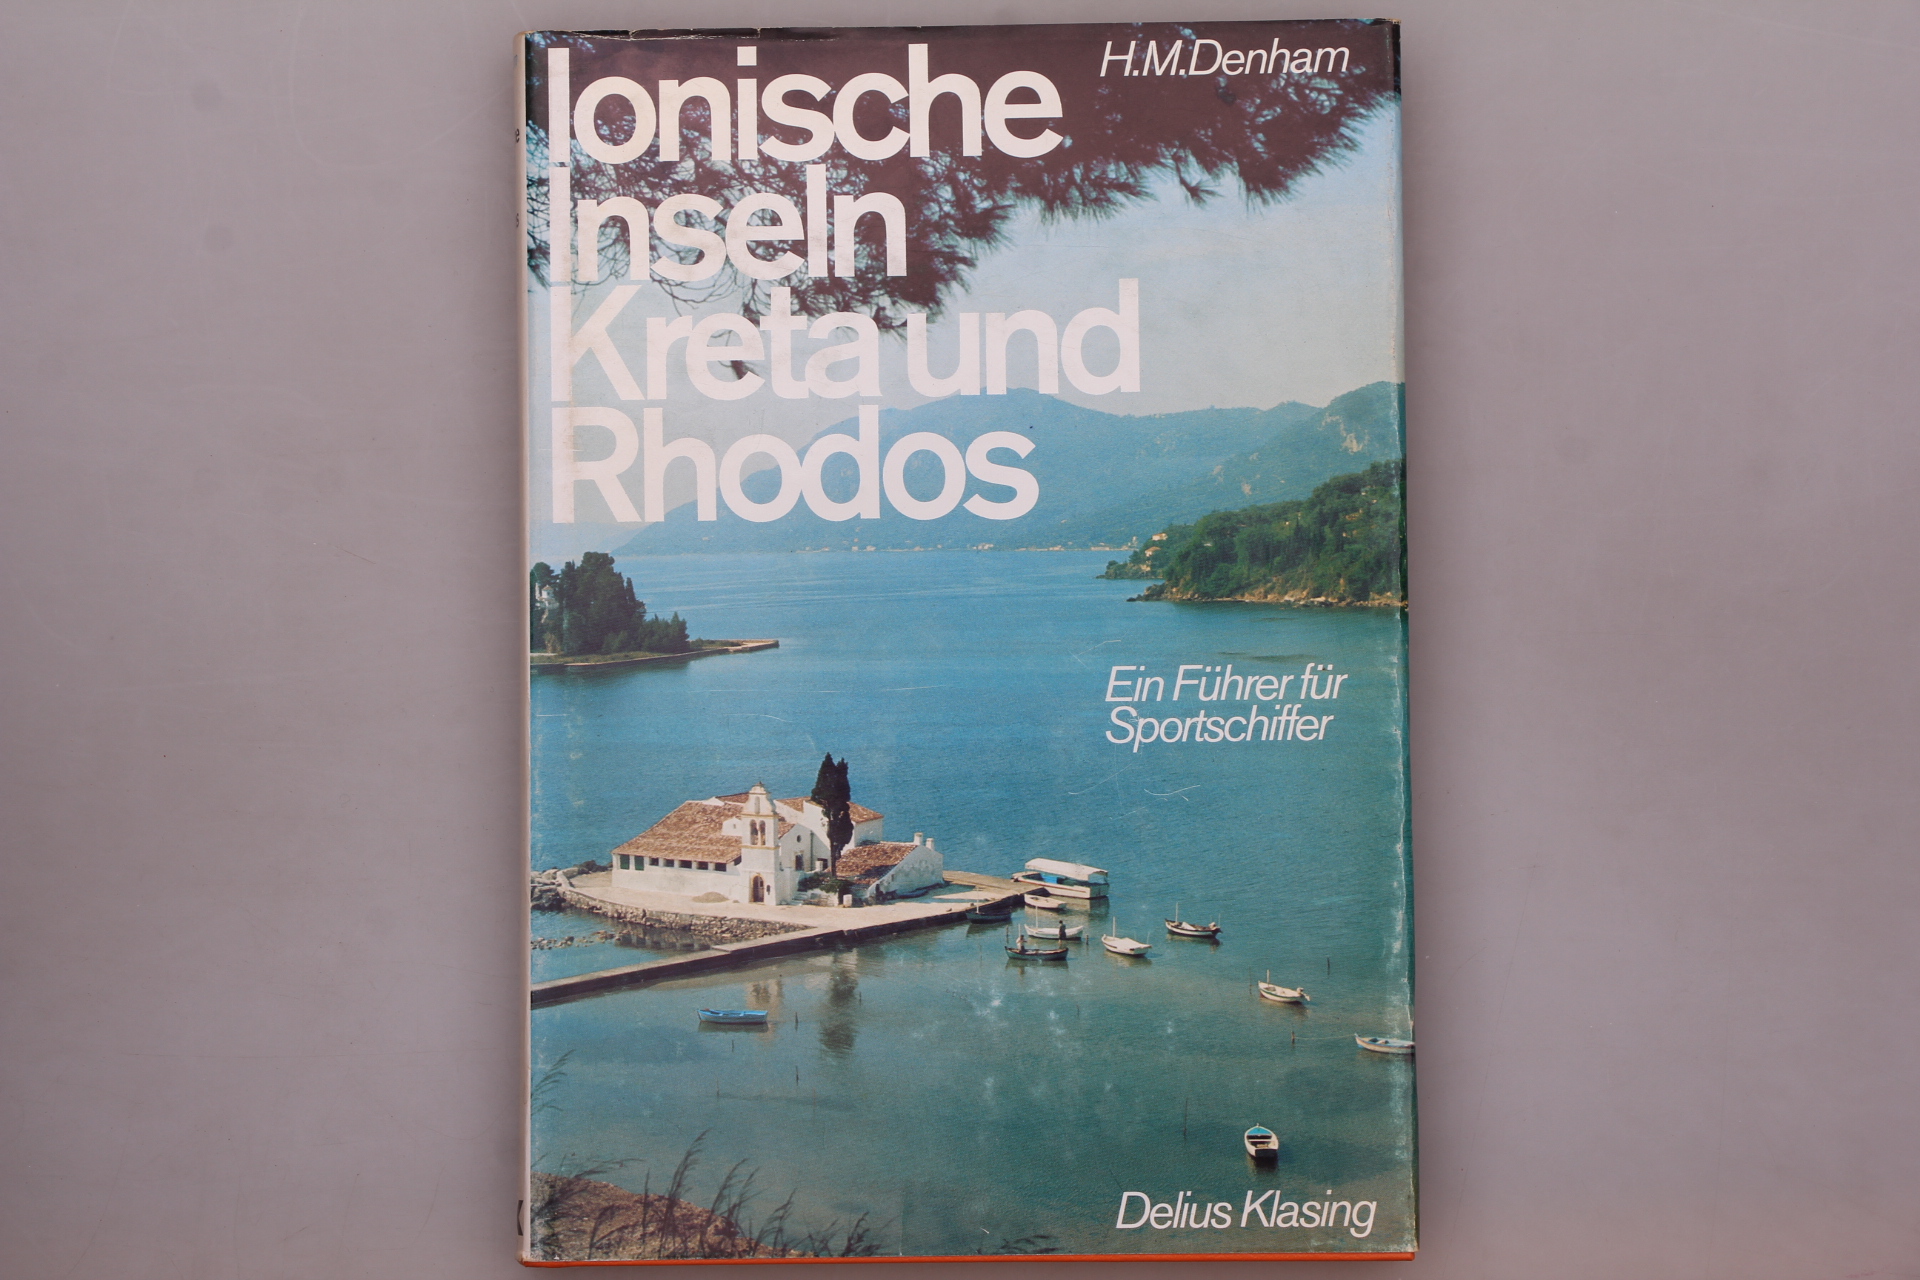 H.M.Denham
Ionische
Inseln
Kreta und
Rhodos
Ein Führer für
Sportschiffer
Delius Klasing